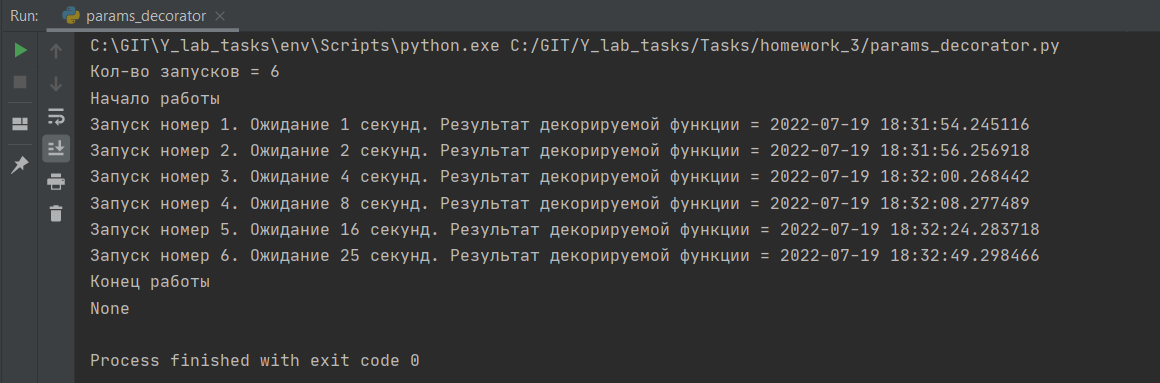 Run: params_decorator
C:\GIT\Y_lab_tasks\env\Scripts\python.exe C:/GIT/Y_lab_tasks/Tasks/homework_3/params_decorator.py
Кол-во запусков = 6
Начало работы
Запуск номер 1. Ожидание 1 секунд. Результат декорируемой функции = 2022-07-19 18:31:54.245116
Запуск номер 2. Ожидание 2 секунд. Результат декорируемой функции = 2022-07-19 18:31:56.256918
Запуск номер 3. Ожидание 4 секунд. Результат декорируемой функции = 2022-07-19 18:32:00.268442
Запуск номер 4. Ожидание 8 секунд. Результат декорируемой функции = 2022-07-19 18:32:08.277489
Запуск номер 5. Ожидание 16 секунд. Результат декорируемой функции = 2022-07-19 18:32:24.283718
Запуск номер 6. Ожидание 25 секунд. Результат декорируемой функции = 2022-07-19 18:32:49.298466
Конец работы
None
Process finished with exit code 0